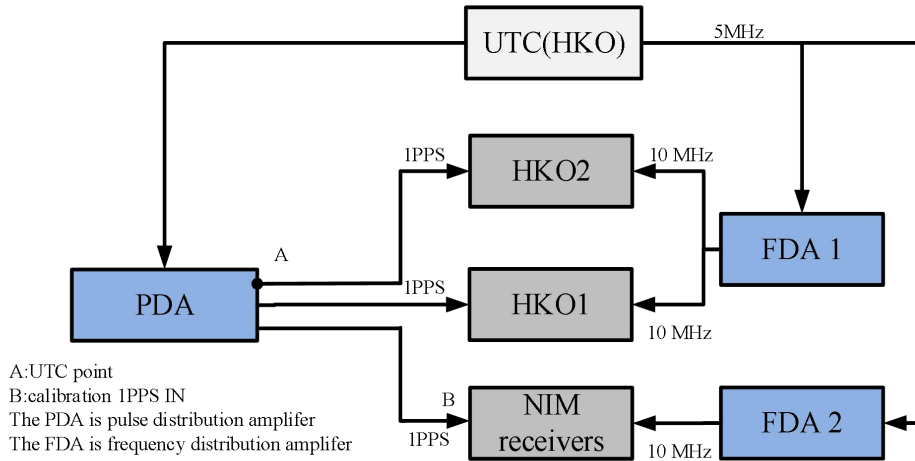 UTC(HKO)
5MHz
1PPS
HKO2
10 MHz
A
FDA 1
PDA
1PPS
HKO1
10 MHz
A:UTC point
B:calibration 1PPS IN
The PDA is pulse distribution amplifer
The FDA is frequency distribution amplifer
B
1PPS
NIM
receivers
10 MHz
FDA 2